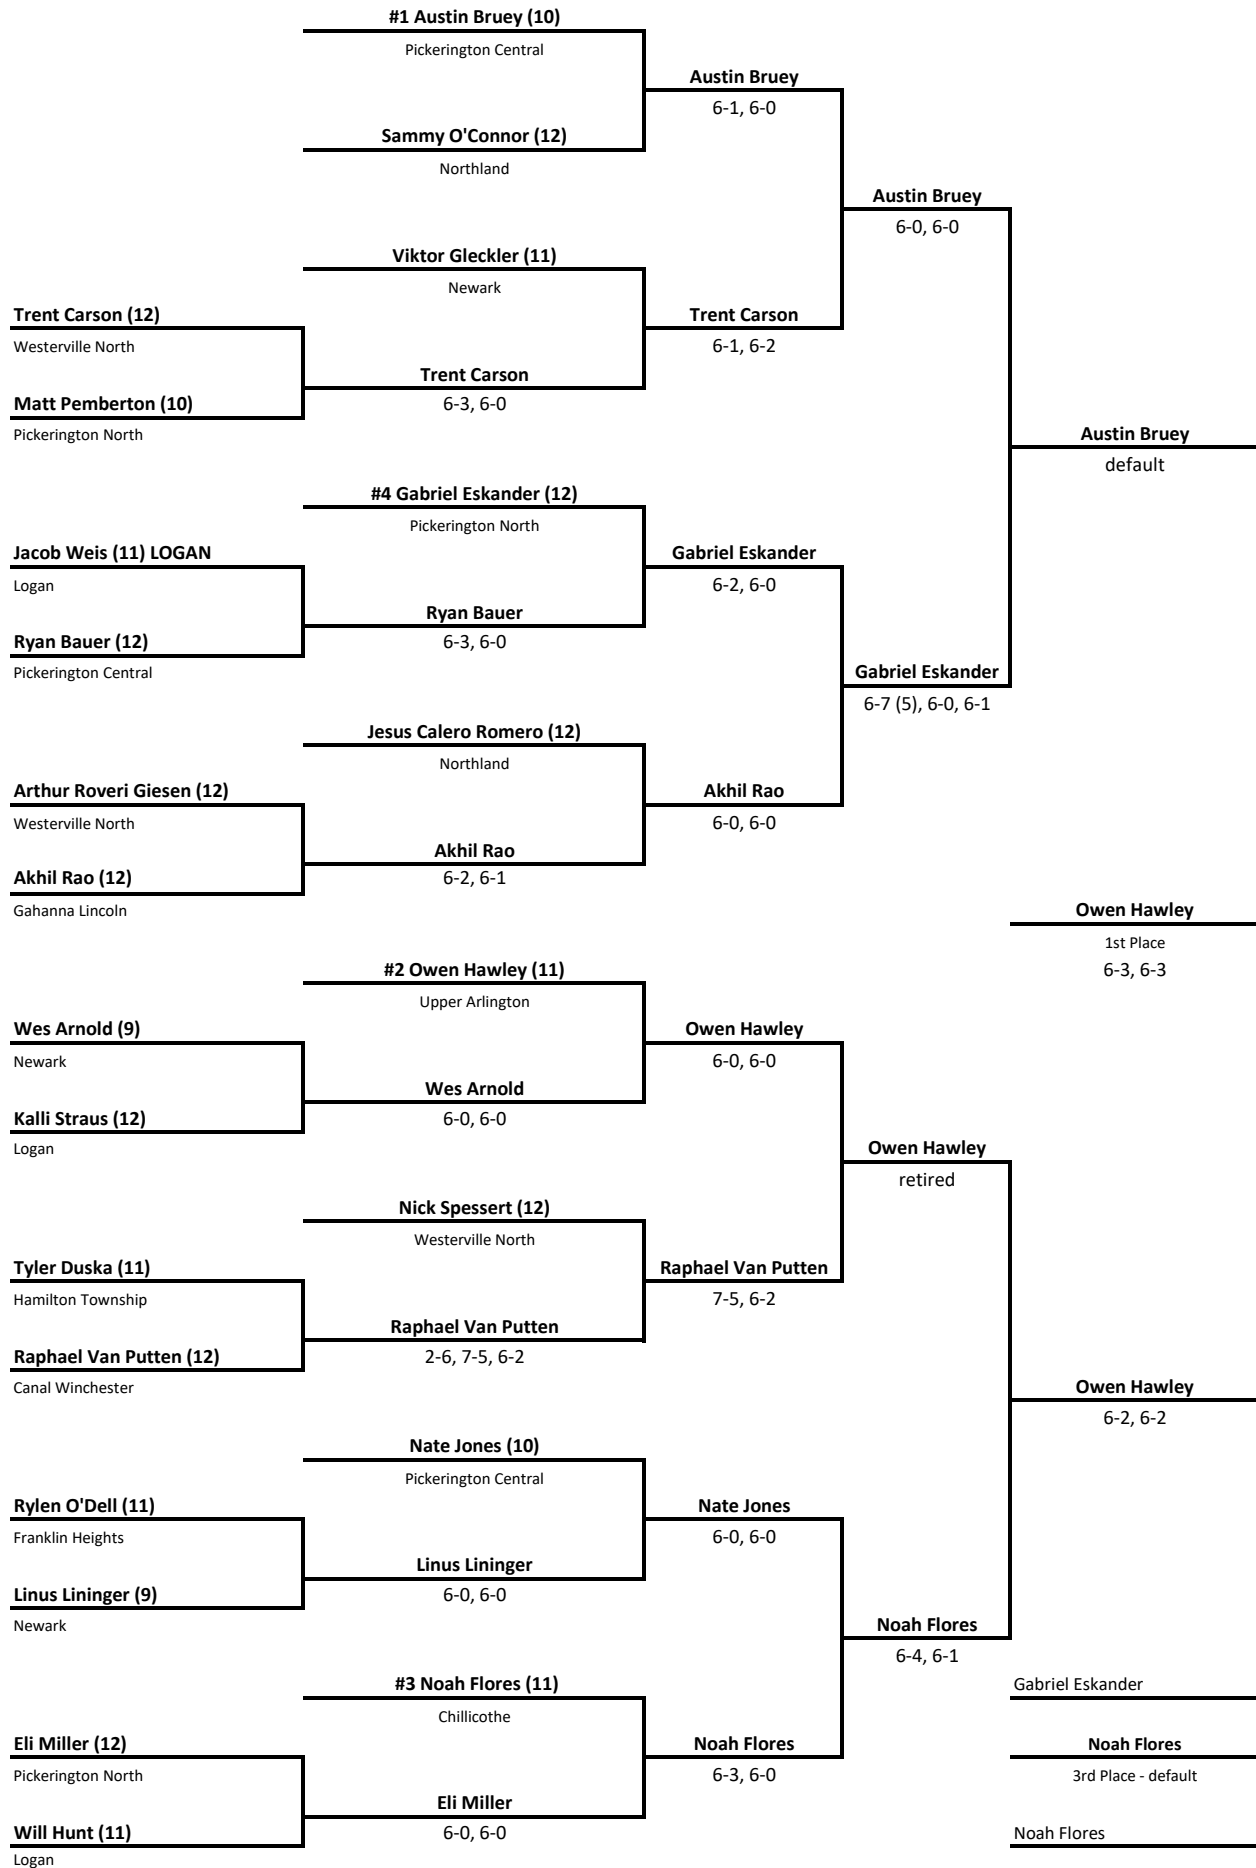 #1 Austin Bruey (10)
Pickerington Central
Austin Bruey
6-1, 6-0
Sammy O'Connor (12)
Northland
Austin Bruey
6-0, 6-0
Viktor Gleckler (11)
Newark
Trent Carson (12)
Westerville North
Trent Carson
6-1, 6-2
Trent Carson
6-3, 6-0
Matt Pemberton (10)
Pickerington North
Austin Bruey
default
#4 Gabriel Eskander (12)
Pickerington North
Jacob Weis (11) LOGAN
Logan
Gabriel Eskander
6-2, 6-0
Ryan Bauer
6-3, 6-0
Ryan Bauer (12)
Pickerington Central
Gabriel Eskander
6-7 (5), 6-0, 6-1
Jesus Calero Romero (12)
Northland
Arthur Roveri Giesen (12)
Westerville North
Akhil Rao
6-0, 6-0
Akhil Rao
6-2, 6-1
Akhil Rao (12)
Gahanna Lincoln
Owen Hawley
1st Place
6-3, 6-3
#2 Owen Hawley (11)
Upper Arlington
Wes Arnold (9)
Newark
Owen Hawley
6-0, 6-0
Wes Arnold
6-0, 6-0
Kalli Straus (12)
Logan
Owen Hawley
retired
Nick Spessert (12)
Westerville North
Tyler Duska (11)
Hamilton Township
Raphael Van Putten
7-5, 6-2
Raphael Van Putten
2-6, 7-5, 6-2
Raphael Van Putten (12)
Canal Winchester
Owen Hawley
6-2, 6-2
Nate Jones (10)
Pickerington Central
Rylen O'Dell (11)
Franklin Heights
Nate Jones
6-0, 6-0
Linus Lininger
6-0, 6-0
Linus Lininger (9)
Newark
Noah Flores
6-4, 6-1
#3 Noah Flores (11)
Chillicothe
Gabriel Eskander
Eli Miller (12)
Pickerington North
Noah Flores
6-3, 6-0
Noah Flores
3rd Place - default
Eli Miller
6-0, 6-0
Will Hunt (11)
Logan
Noah Flores